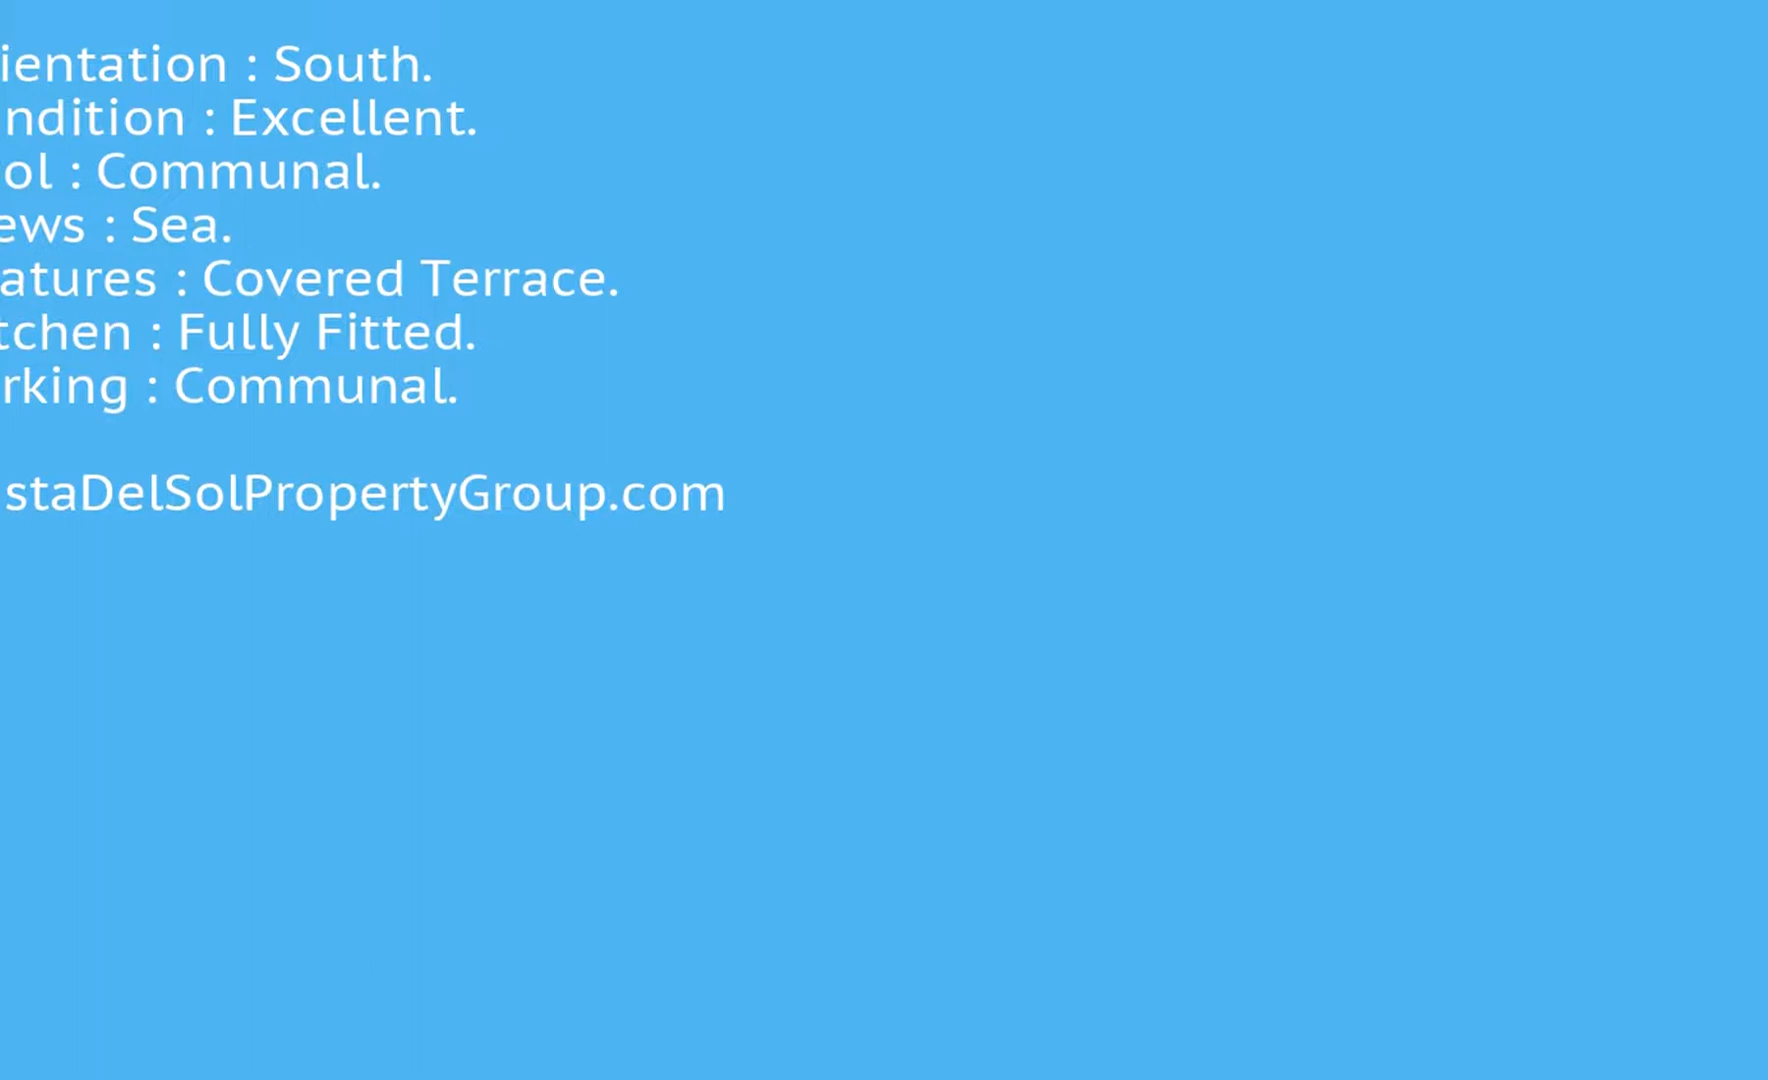 ientation : South.
ndition : Excellent.
ol : Communal.
ews : Sea.
atures : Covered Terrace.
tchen : Fully Fitted.
rking : Communal.
staDelSolPropertyGroup.com